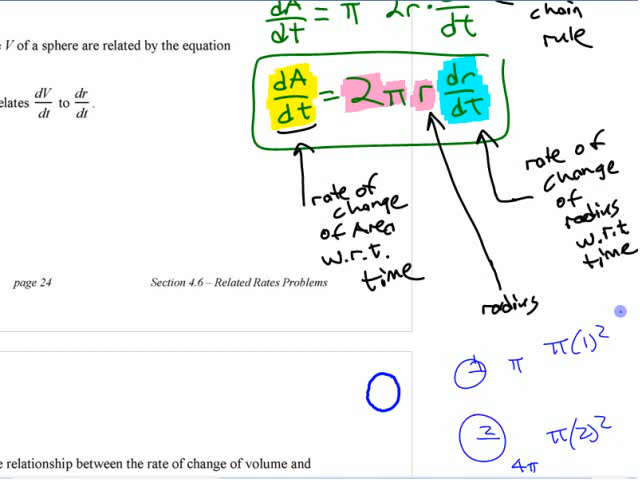 dA/dt = π 2r · dt
chain
rule
V of a sphere are related by the equation
dA/dt = 2πr dr/dt
elates dV/dt to dr/dt.
rate of
change
of Area
w.r.t.
time
rate of
change
of
radius
w.r.t
time
radius
page 24
Section 4.6 – Related Rates Problems
1 π π(1)²
2 4π π(2)²
e relationship between the rate of change of volume and